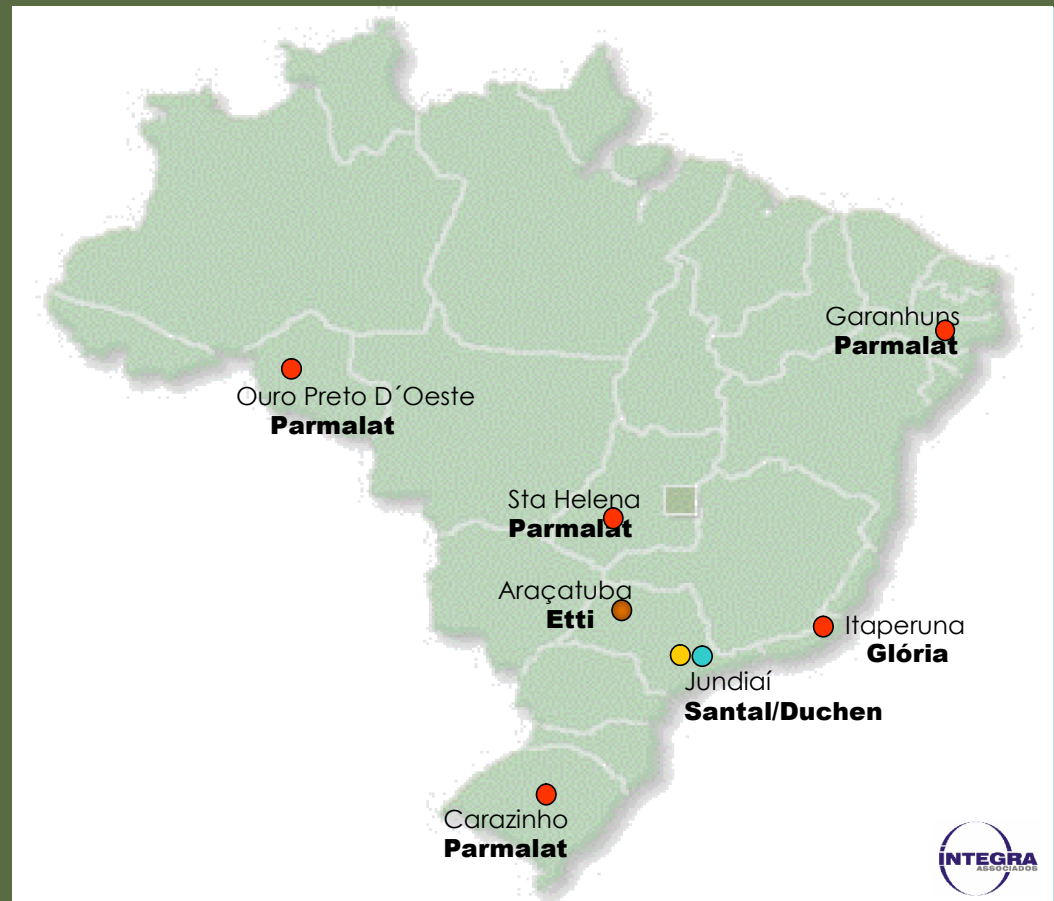 Garanhuns
Parmalat
Ouro Preto D´Oeste
Parmalat
Sta Helena
Parmalat
Araçatuba
Etti
Itaperuna
Glória
Jundiaí
Santal/Duchen
Carazinho
Parmalat
INTEGRA
ASSOCIADOS